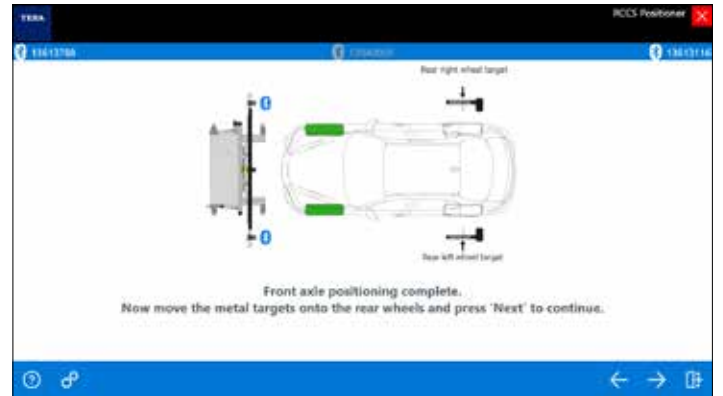 TEXA
RCCS Positioner
Rear right wheel target
Rear left wheel target
Front axle positioning complete.
Now move the metal targets onto the rear wheels and press 'Next' to continue.